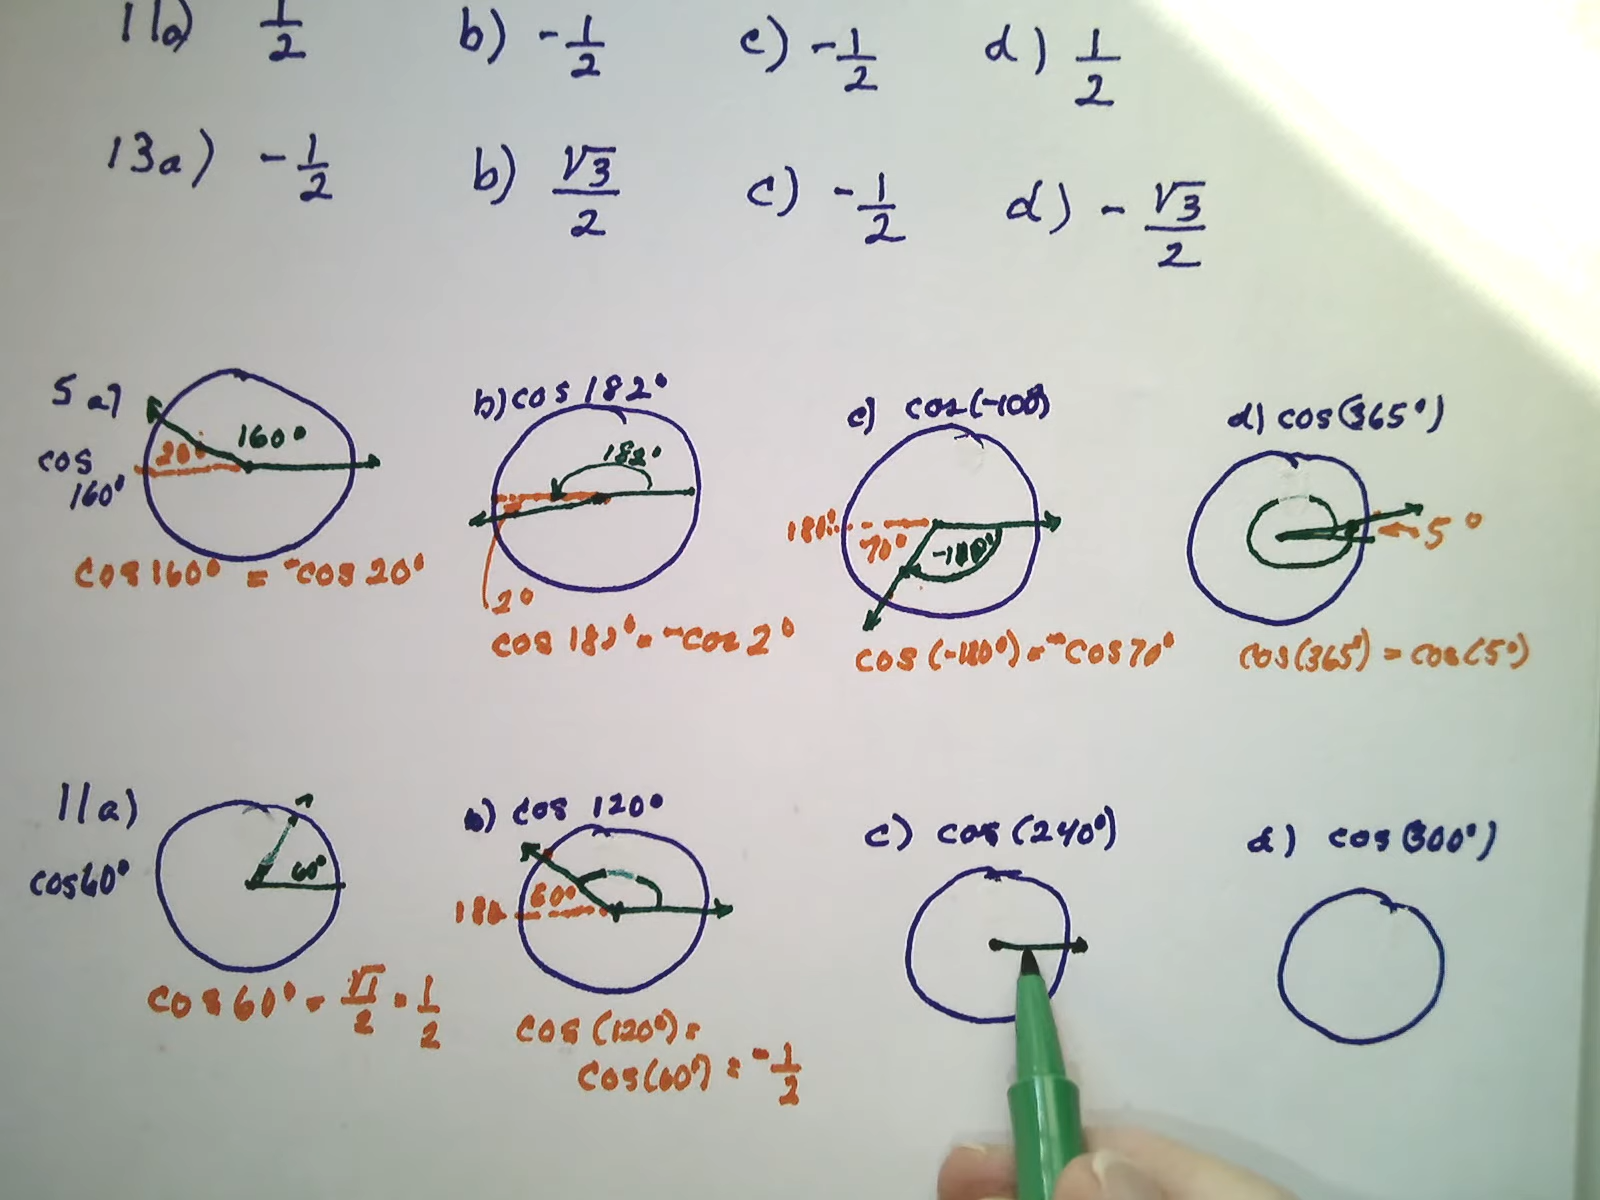 11a) 1/2 b) -1/2 c) -1/2 d) 1/2
13a) -1/2 b) √3/2 c) -1/2 d) -√3/2
5a) cos 160°
160°
20°
cos 160° = -cos 20°
b) cos 182°
182°
2°
cos 182° = -cos 2°
c) cos(-100°)
180°
70°
cos(-110°) = -cos 70°
d) cos(365°)
5°
cos(365°) = cos(5°)
11a) cos 60°
60°
cos 60° = √1/2 = 1/2
b) cos 120°
180
60°
cos(120°) =
cos(60°) = -1/2
c) cos(240°)
d) cos(300°)